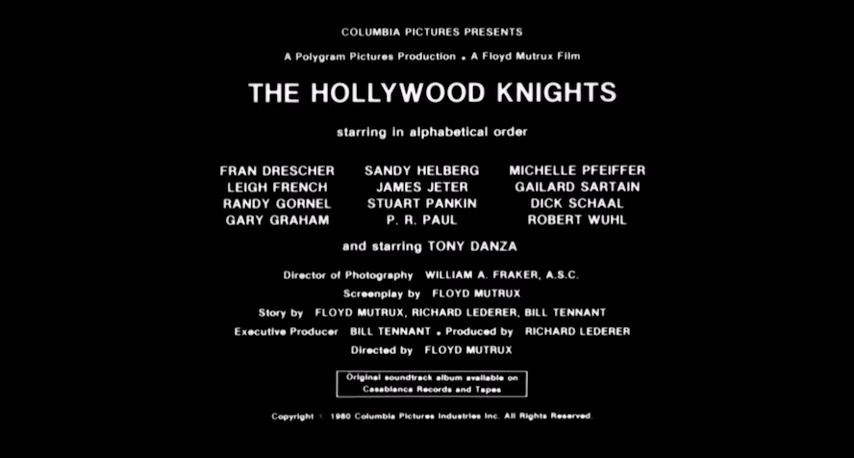 COLUMBIA PICTURES PRESENTS
A Polygram Pictures Production • A Floyd Mutrux Film
THE HOLLYWOOD KNIGHTS
starring in alphabetical order
FRAN DRESCHER SANDY HELBERG MICHELLE PFEIFFER
LEIGH FRENCH JAMES JETER GAILARD SARTAIN
RANDY GORNEL STUART PANKIN DICK SCHAAL
GARY GRAHAM P. R. PAUL ROBERT WUHL
and starring TONY DANZA
Director of Photography WILLIAM A. FRAKER, A.S.C.
Screenplay by FLOYD MUTRUX
Story by FLOYD MUTRUX, RICHARD LEDERER, BILL TENNANT
Executive Producer BILL TENNANT • Produced by RICHARD LEDERER
Directed by FLOYD MUTRUX
Original soundtrack album available on
Casablanca Records and Tapes
Copyright © 1980 Columbia Pictures Industries Inc. All Rights Reserved.